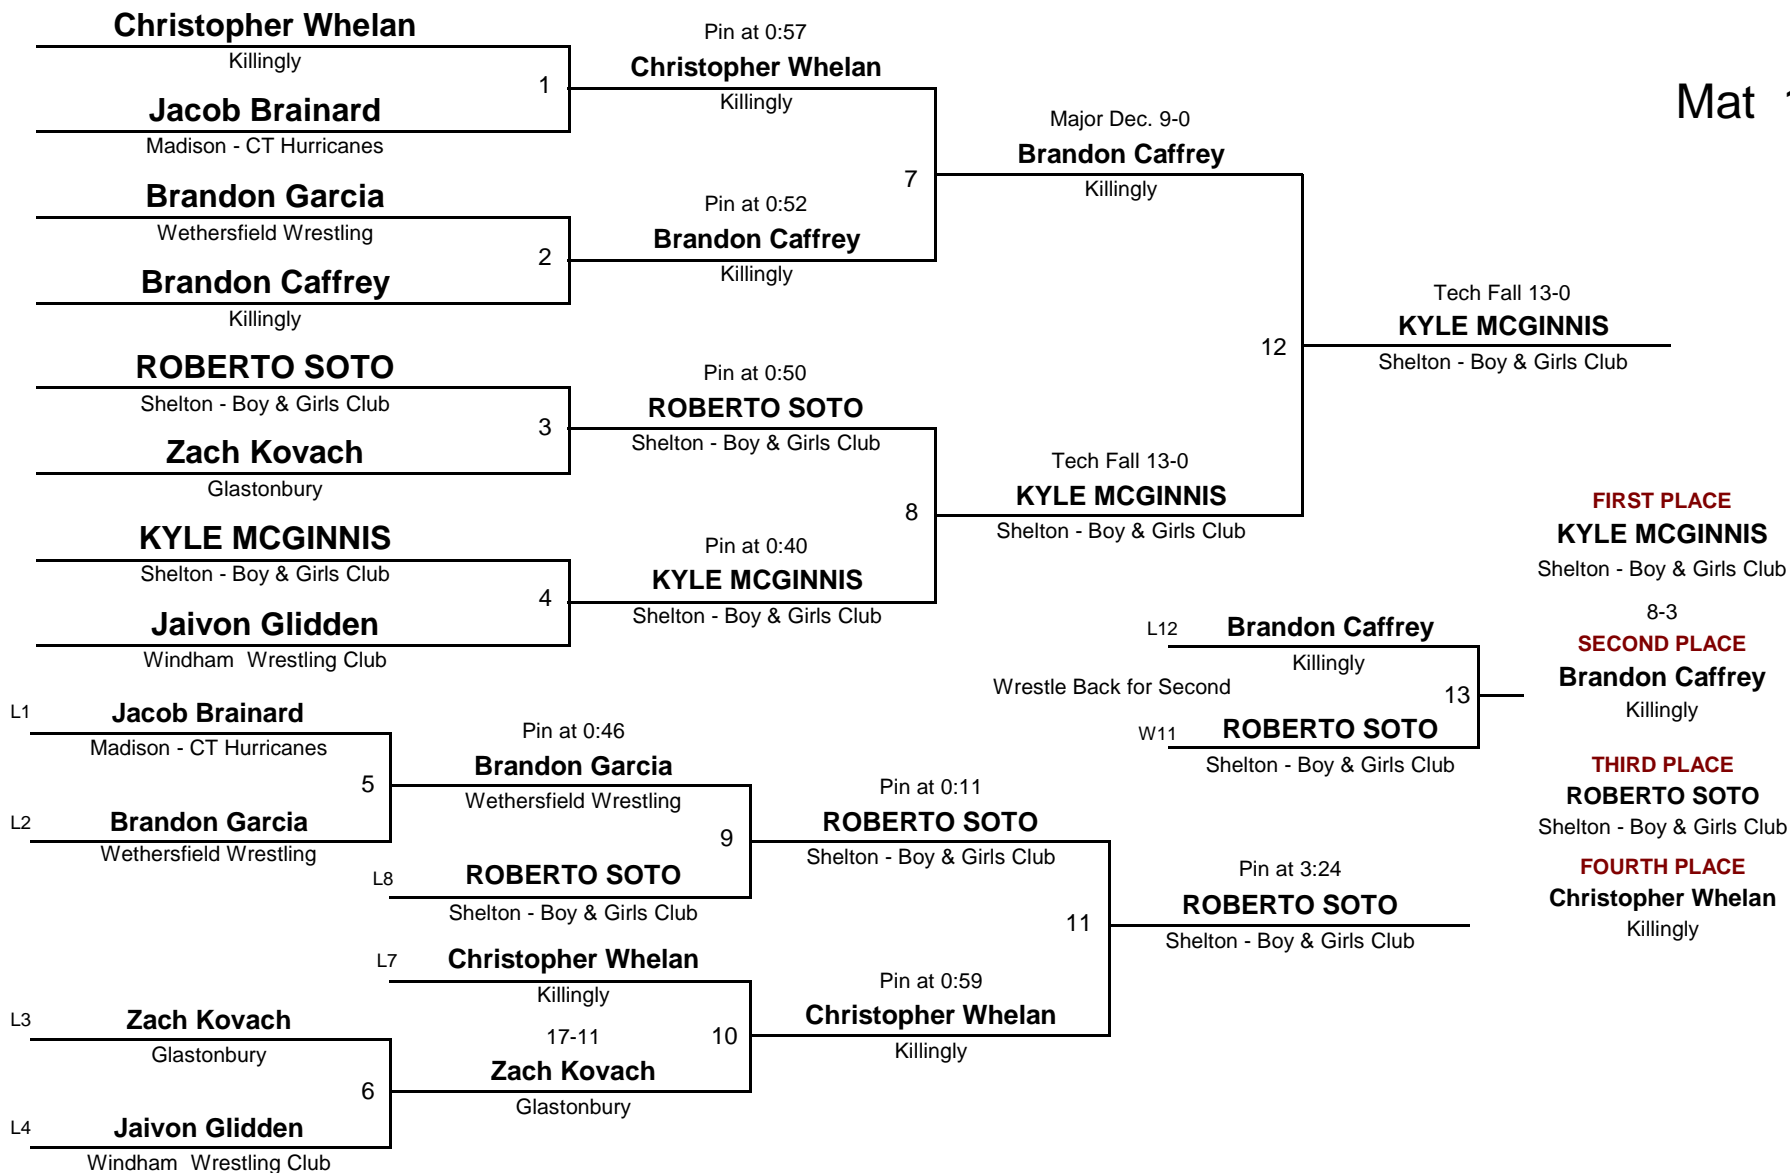 Christopher Whelan
Killingly
1
Jacob Brainard
Madison - CT Hurricanes
Brandon Garcia
Wethersfield Wrestling
2
Brandon Caffrey
Killingly
ROBERTO SOTO
Shelton - Boy & Girls Club
3
Zach Kovach
Glastonbury
KYLE MCGINNIS
Shelton - Boy & Girls Club
4
Jaivon Glidden
Windham  Wrestling Club
Pin at 0:57
Christopher Whelan
Killingly
7
Pin at 0:52
Brandon Caffrey
Killingly
Pin at 0:50
ROBERTO SOTO
Shelton - Boy & Girls Club
8
Pin at 0:40
KYLE MCGINNIS
Shelton - Boy & Girls Club
Major Dec. 9-0
Brandon Caffrey
Killingly
12
Tech Fall 13-0
KYLE MCGINNIS
Shelton - Boy & Girls Club
Mat
Tech Fall 13-0
KYLE MCGINNIS
Shelton - Boy & Girls Club
L1
Jacob Brainard
Madison - CT Hurricanes
5
L2
Brandon Garcia
Wethersfield Wrestling
L3
Zach Kovach
Glastonbury
6
L4
Jaivon Glidden
Windham  Wrestling Club
Pin at 0:46
Brandon Garcia
Wethersfield Wrestling
9
L8
ROBERTO SOTO
Shelton - Boy & Girls Club
L7
Christopher Whelan
Killingly
10
17-11
Zach Kovach
Glastonbury
Pin at 0:11
ROBERTO SOTO
Shelton - Boy & Girls Club
11
Pin at 0:59
Christopher Whelan
Killingly
Pin at 3:24
ROBERTO SOTO
Shelton - Boy & Girls Club
L12
Brandon Caffrey
Killingly
Wrestle Back for Second
13
W11
ROBERTO SOTO
Shelton - Boy & Girls Club
FIRST PLACE
KYLE MCGINNIS
Shelton - Boy & Girls Club
8-3
SECOND PLACE
Brandon Caffrey
Killingly
THIRD PLACE
ROBERTO SOTO
Shelton - Boy & Girls Club
FOURTH PLACE
Christopher Whelan
Killingly